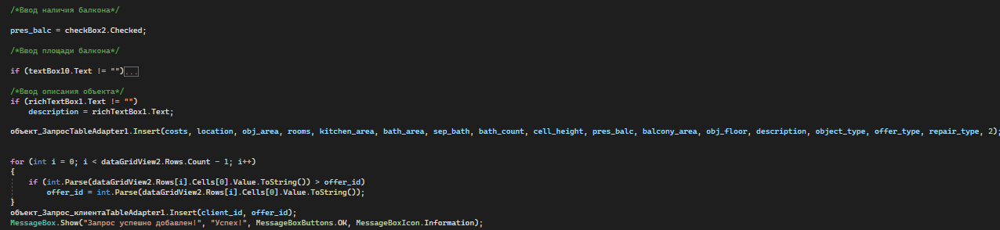 /*Ввод наличия балкона*/
pres_balc = checkBox2.Checked;
/*Ввод площади балкона*/
if (textBox10.Text != "")...
/*Ввод описания объекта*/
if (richTextBox1.Text != "")
description = richTextBox1.Text;
объект_ЗапросTableAdapter1.Insert(costs, location, obj_area, rooms, kitchen_area, bath_area, sep_bath, bath_count, cell_height, pres_balc, balcony_area, obj_floor, description, object_type, offer_type, repair_type, 2);
for (int i = 0; i < dataGridView2.Rows.Count - 1; i++)
{
if (int.Parse(dataGridView2.Rows[i].Cells[0].Value.ToString()) > offer_id)
offer_id = int.Parse(dataGridView2.Rows[i].Cells[0].Value.ToString());
}
объект_Запрос_клиентаTableAdapter1.Insert(client_id, offer_id);
MessageBox.Show("Запрос успешно добавлен!", "Успех!", MessageBoxButtons.OK, MessageBoxIcon.Information);